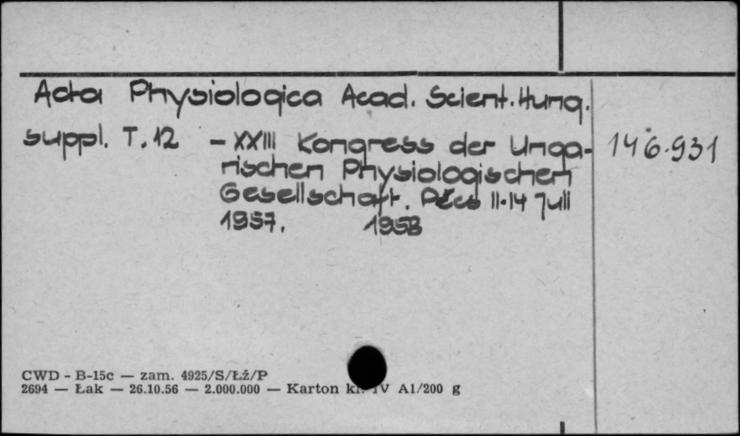 Acta Physiologica Acad. Scient. Hung.
Suppl. T. 12 - XXIII Kongress der Unga- 146.931
rischen Physiologischen
Gesellschaft. Pécs 11-14 Juli
1957. 1958
CWD - B-15c — zam. 4925/S/ŁŻ/P
2694 — Łak — 26.10.56 — 2.000.000 — Karton kl. IV A1/200 g